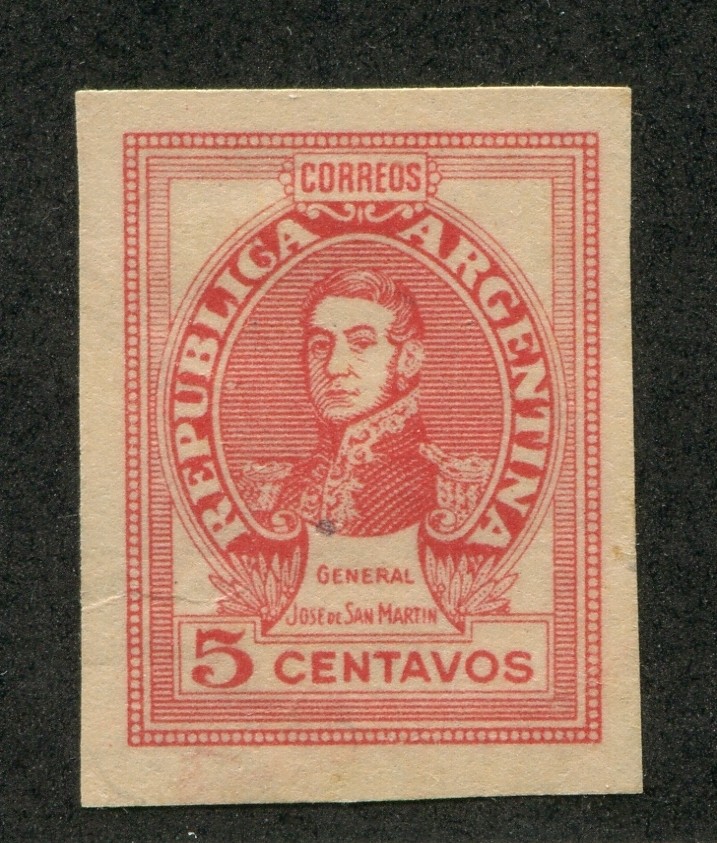 CORREOS
REPUBLICA ARGENTINA
GENERAL
JOSE DE SAN MARTIN
5 CENTAVOS